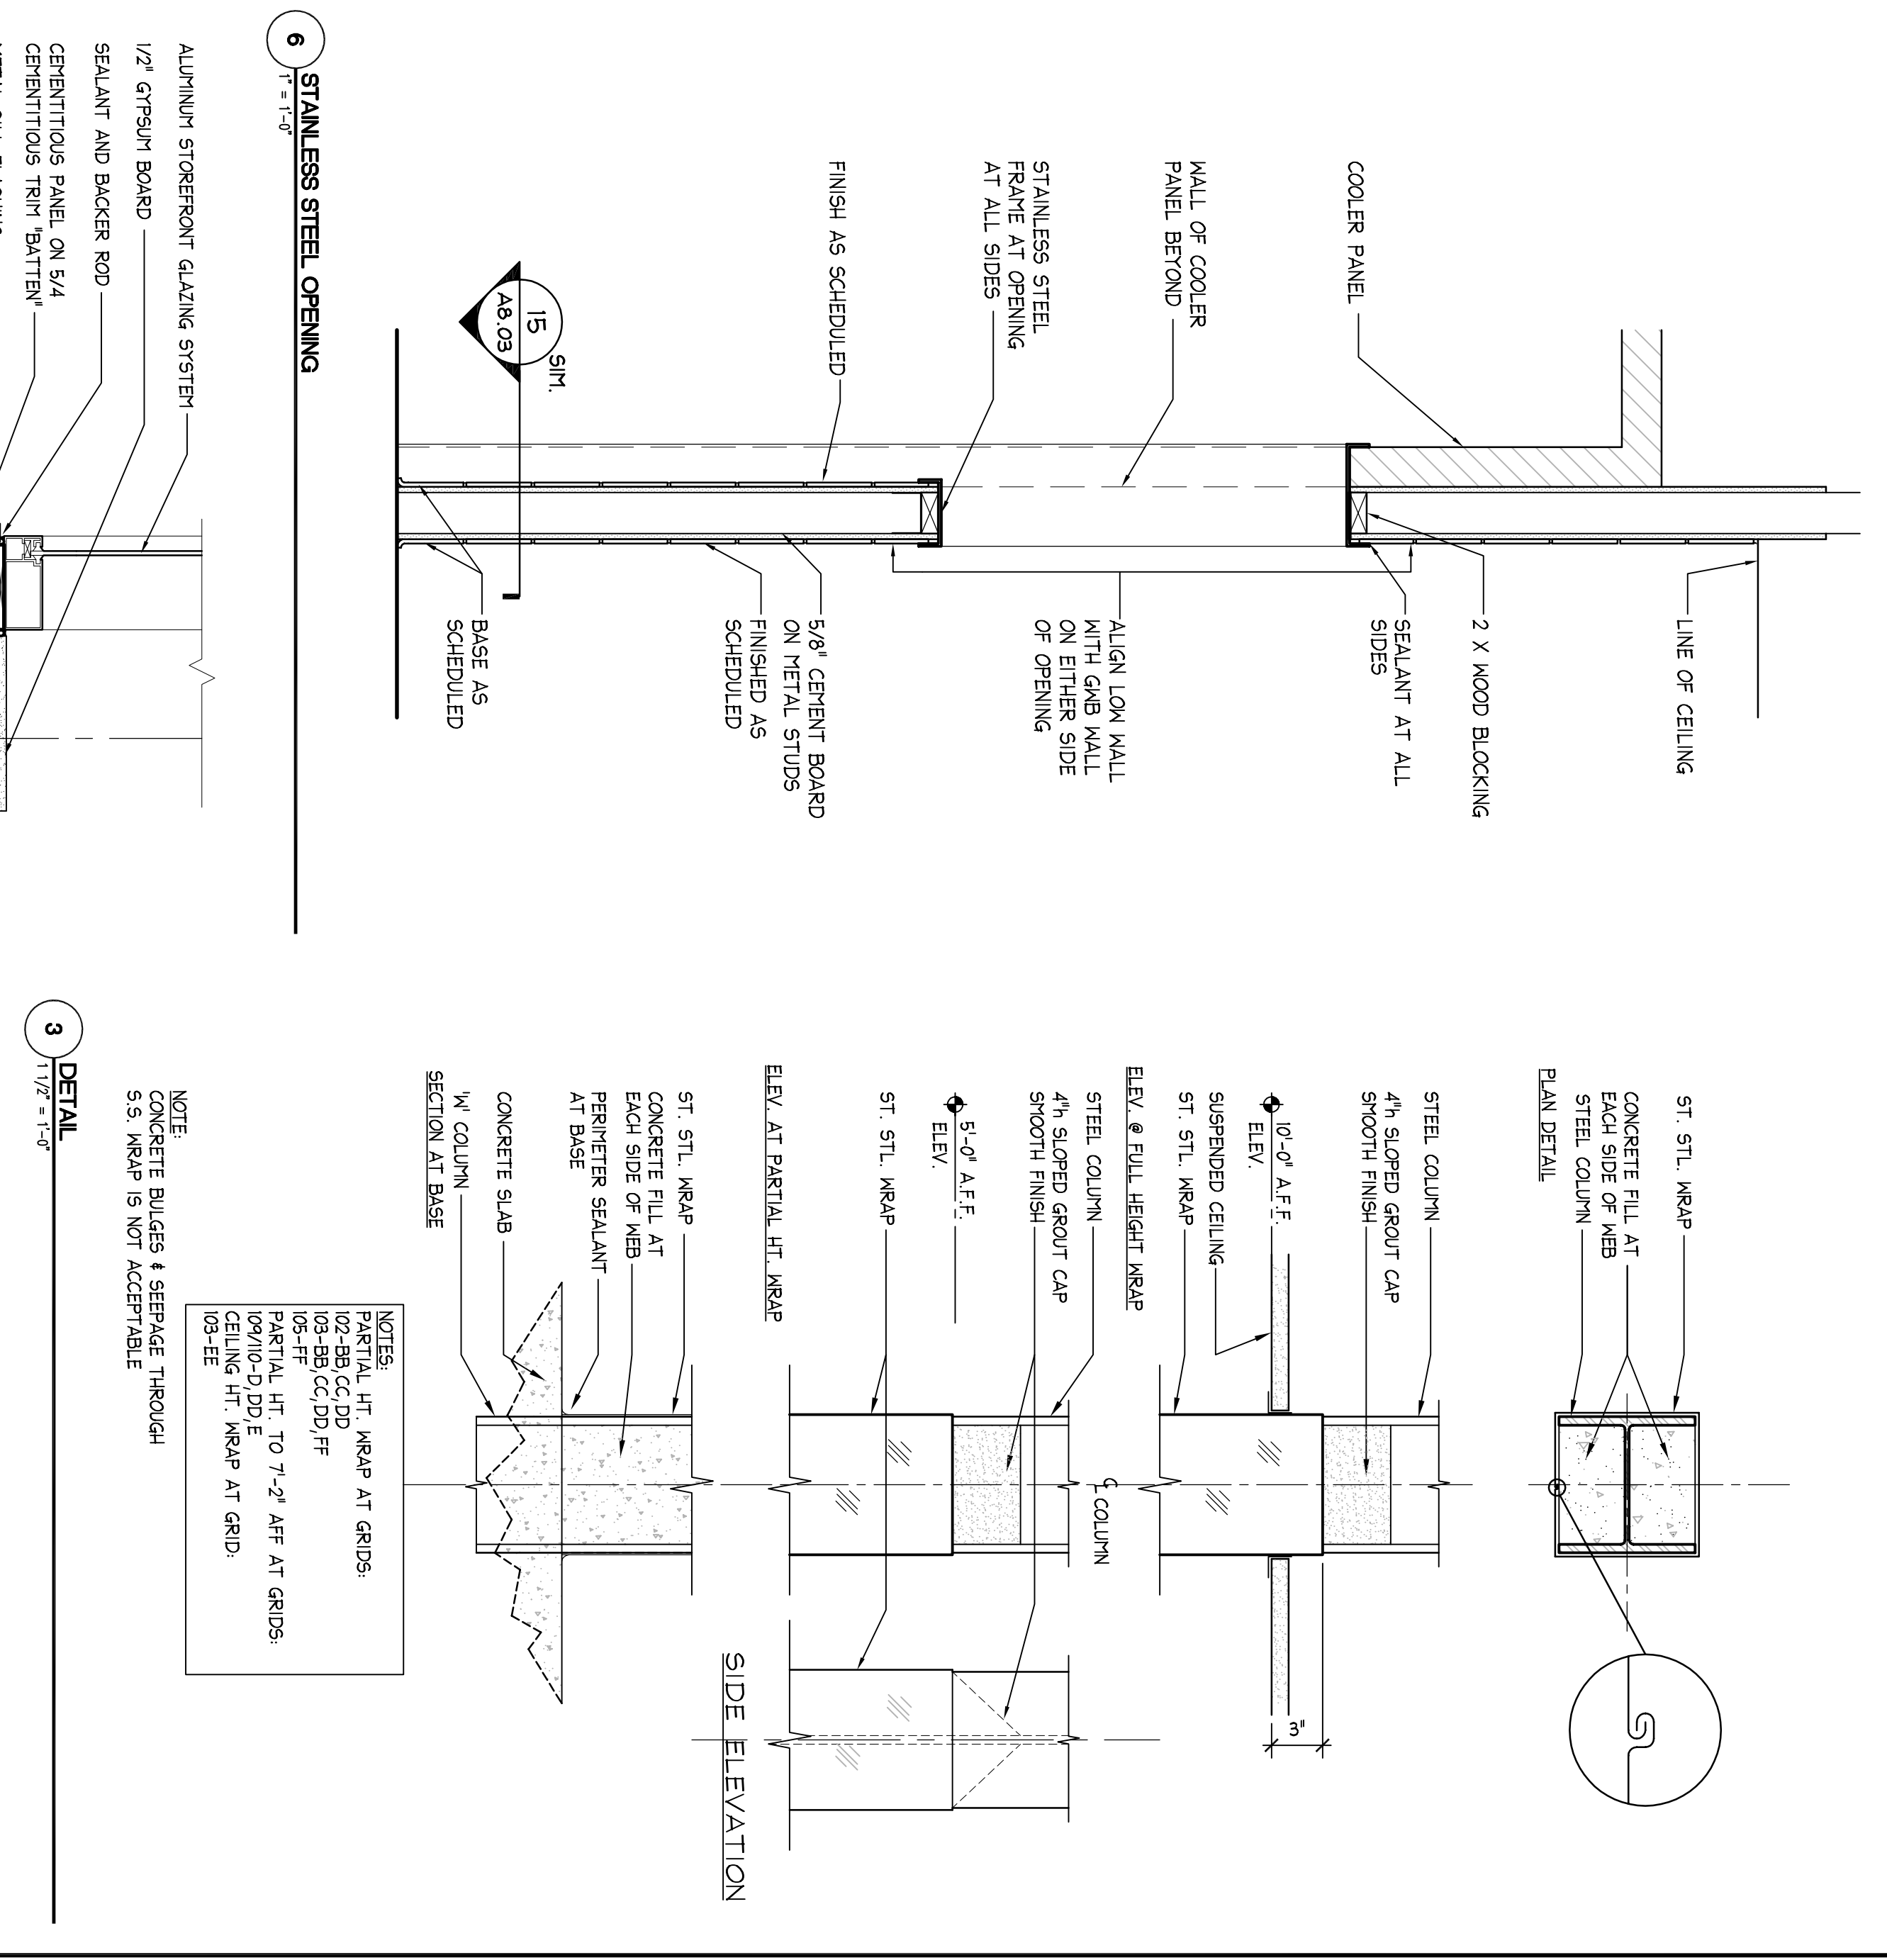 COOLER PANEL
WALL OF COOLER
PANEL BEYOND
STAINLESS STEEL
FRAME AT OPENING
AT ALL SIDES
FINISH AS SCHEDULED
15
A8.03
SIM.
LINE OF CEILING
2 X WOOD BLOCKING
SEALANT AT ALL
SIDES
ALIGN LOW WALL
WITH GWB WALL
ON EITHER SIDE
OF OPENING
5/8" CEMENT BOARD
ON METAL STUDS
FINISHED AS
SCHEDULED
BASE AS
SCHEDULED
6
STAINLESS STEEL OPENING
1" = 1'-0"
ALUMINUM STOREFRONT GLAZING SYSTEM
1/2" GYPSUM BOARD
SEALANT AND BACKER ROD
CEMENTITIOUS PANEL ON 5/4
CEMENTITIOUS TRIM "BATTEN"
ST. STL. WRAP
CONCRETE FILL AT
EACH SIDE OF WEB
STEEL COLUMN
PLAN DETAIL
STEEL COLUMN
4"h SLOPED GROUT CAP
SMOOTH FINISH
10'-0" A.F.F.
ELEV.
SUSPENDED CEILING
ST. STL. WRAP
3"
ELEV. @ FULL HEIGHT WRAP
℄ COLUMN
STEEL COLUMN
4"h SLOPED GROUT CAP
SMOOTH FINISH
5'-0" A.F.F.
ELEV.
ST. STL. WRAP
ELEV. AT PARTIAL HT. WRAP
SIDE ELEVATION
ST. STL. WRAP
CONCRETE FILL AT
EACH SIDE OF WEB
PERIMETER SEALANT
AT BASE
CONCRETE SLAB
'W' COLUMN
SECTION AT BASE
NOTES:
PARTIAL HT. WRAP AT GRIDS:
102-BB,CC,DD
103-BB,CC,DD,FF
105-FF
PARTIAL HT. TO 7'-2" AFF AT GRIDS:
109/110-D,DD,E
CEILING HT. WRAP AT GRID:
103-EE
NOTE:
CONCRETE BULGES & SEEPAGE THROUGH
S.S. WRAP IS NOT ACCEPTABLE
3
DETAIL
1 1/2" = 1'-0"